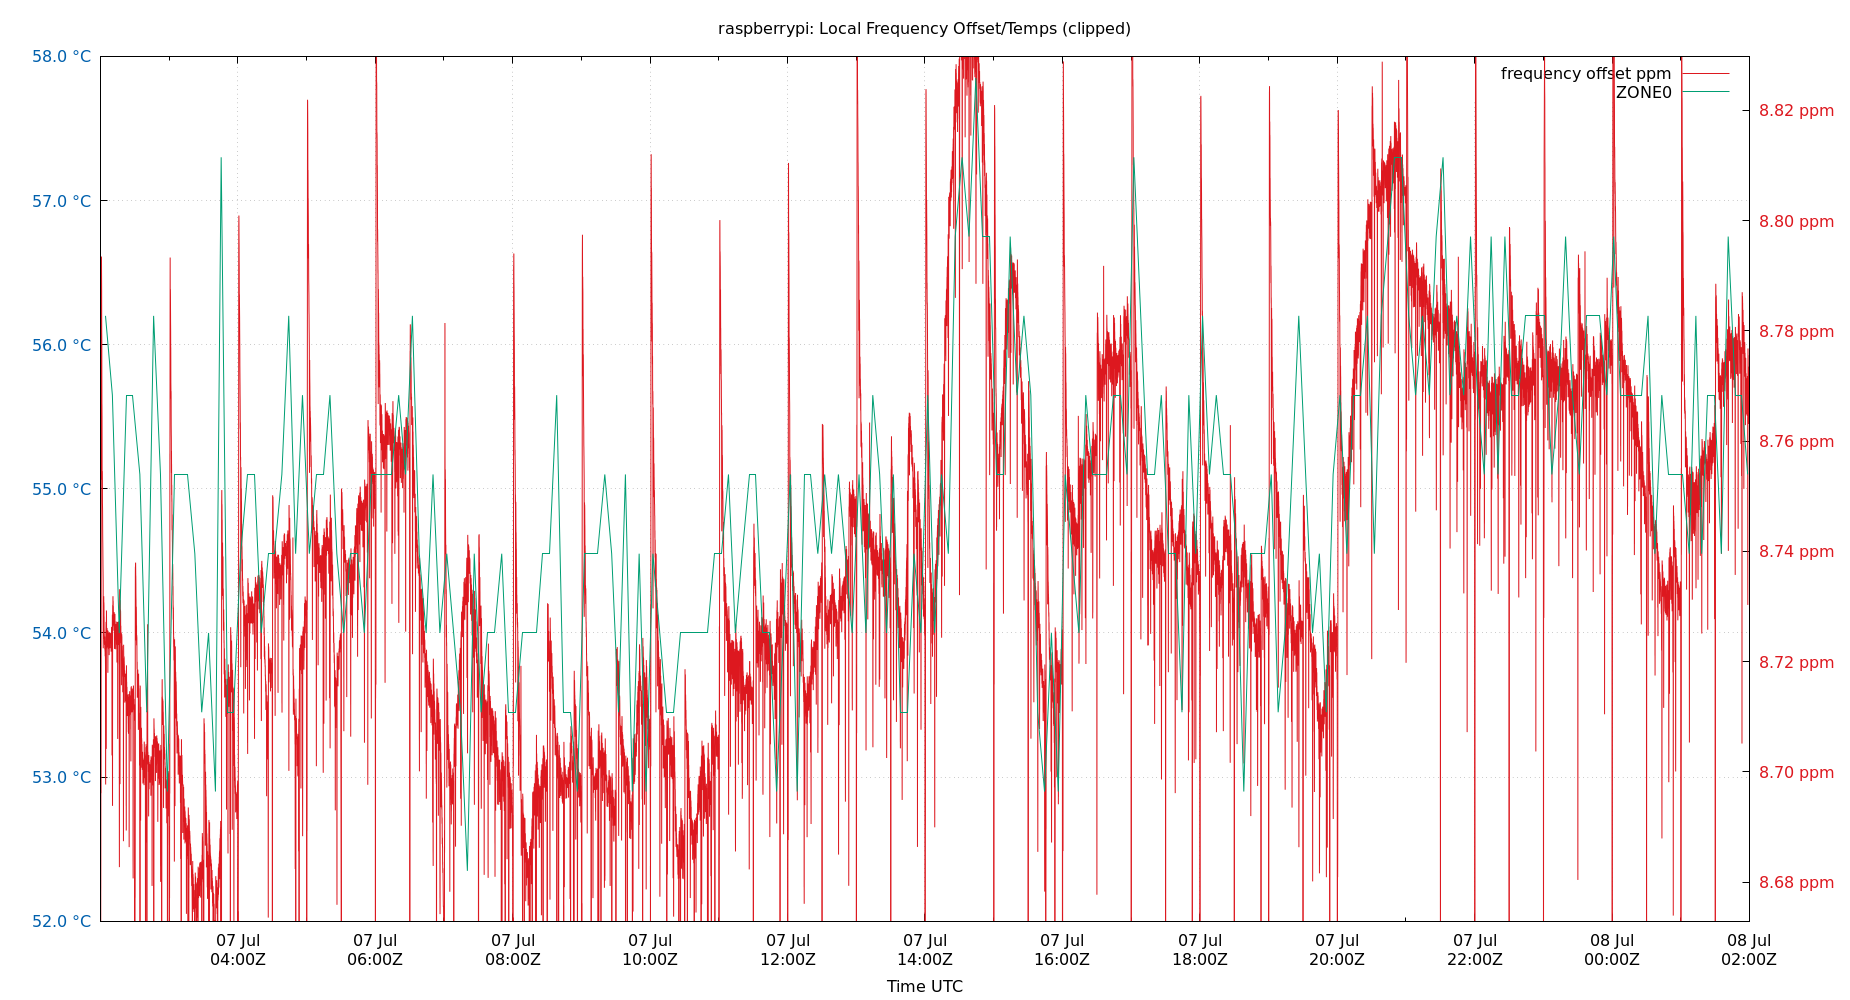 raspberrypi: Local Frequency Offset/Temps (clipped)
58.0 °C
57.0 °C
56.0 °C
55.0 °C
54.0 °C
53.0 °C
52.0 °C
frequency offset ppm
ZONE0
8.82 ppm
8.80 ppm
8.78 ppm
8.76 ppm
8.74 ppm
8.72 ppm
8.70 ppm
8.68 ppm
07 Jul 07 Jul 07 Jul 07 Jul 07 Jul 07 Jul 07 Jul 07 Jul 07 Jul 07 Jul 08 Jul 08 Jul
04:00Z 06:00Z 08:00Z 10:00Z 12:00Z 14:00Z 16:00Z 18:00Z 20:00Z 22:00Z 00:00Z 02:00Z
Time UTC